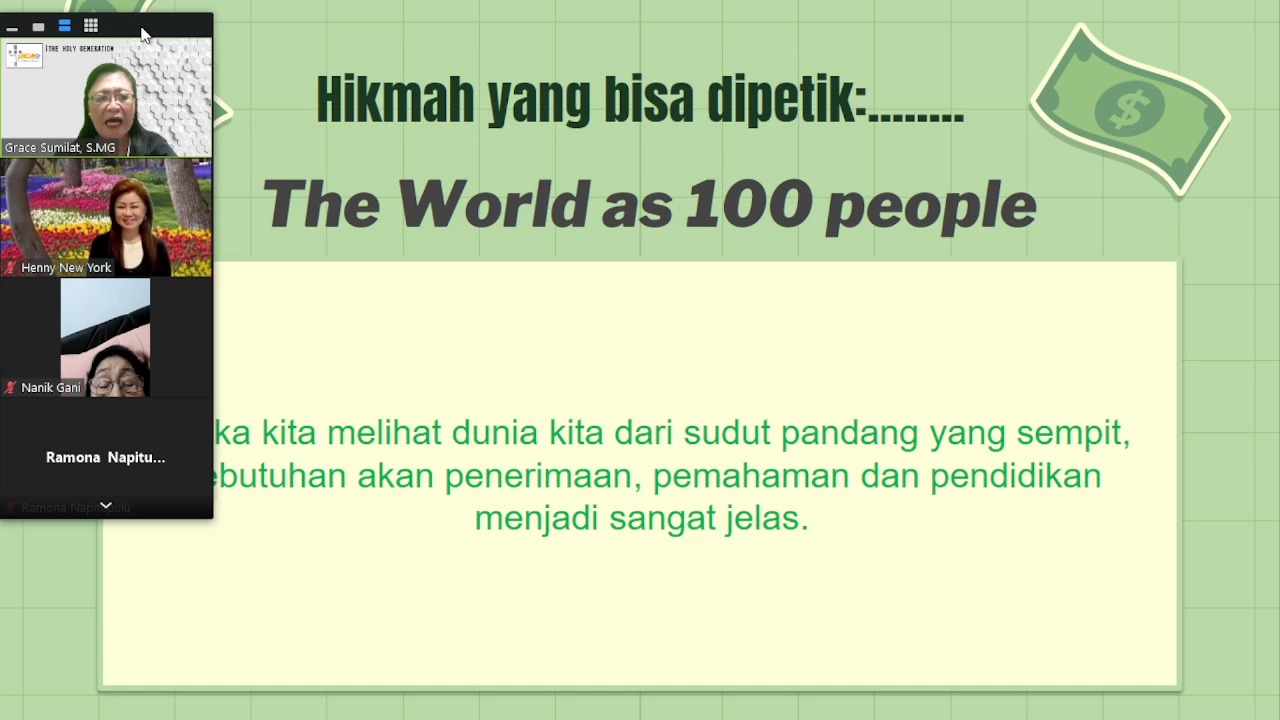 THE HOLY GENERATION
Grace Sumilat, S.MG
Henny New York
Nanik Gani
Ramona Napitu...
Ramona Napitupulu
Hikmah yang bisa dipetik:........
$
The World as 100 people
ka kita melihat dunia kita dari sudut pandang yang sempit,
ebutuhan akan penerimaan, pemahaman dan pendidikan
menjadi sangat jelas.